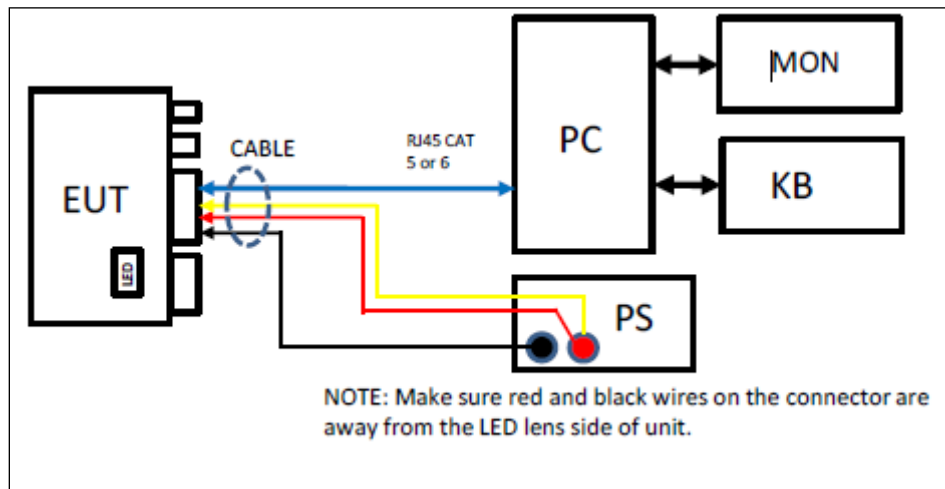 MON
PC
RJ45 CAT
5 or 6
CABLE
KB
EUT
LED
PS
NOTE: Make sure red and black wires on the connector are
away from the LED lens side of unit.